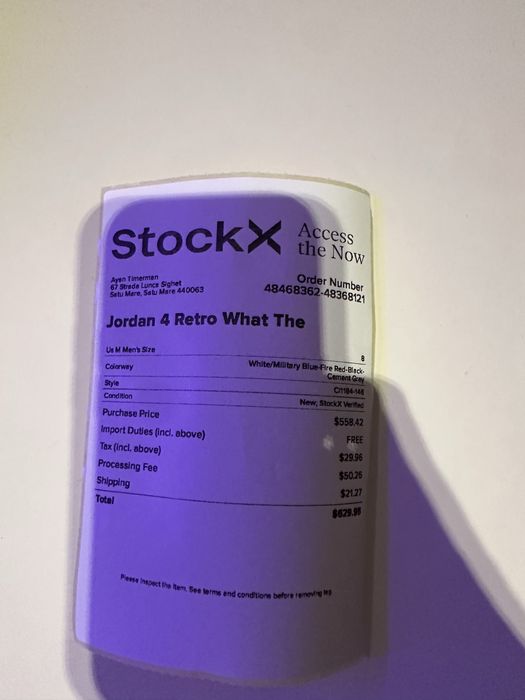 StockX
Access
the Now
Ayan Timerman
67 Strada Lunca Sighet
Satu Mare, Satu Mare 440063
Order Number
48468362-48368121
Jordan 4 Retro What The
Us M Men's Size 8
Colorway White/Military Blue-Fire Red-Black-
Cement Grey
Style CI1184-146
Condition New, StockX Verified
Purchase Price $558.42
Import Duties (incl. above) FREE
Tax (incl. above) $29.96
Processing Fee $50.26
Shipping $21.27
Total $629.95
Please inspect the item. See terms and conditions before removing tag